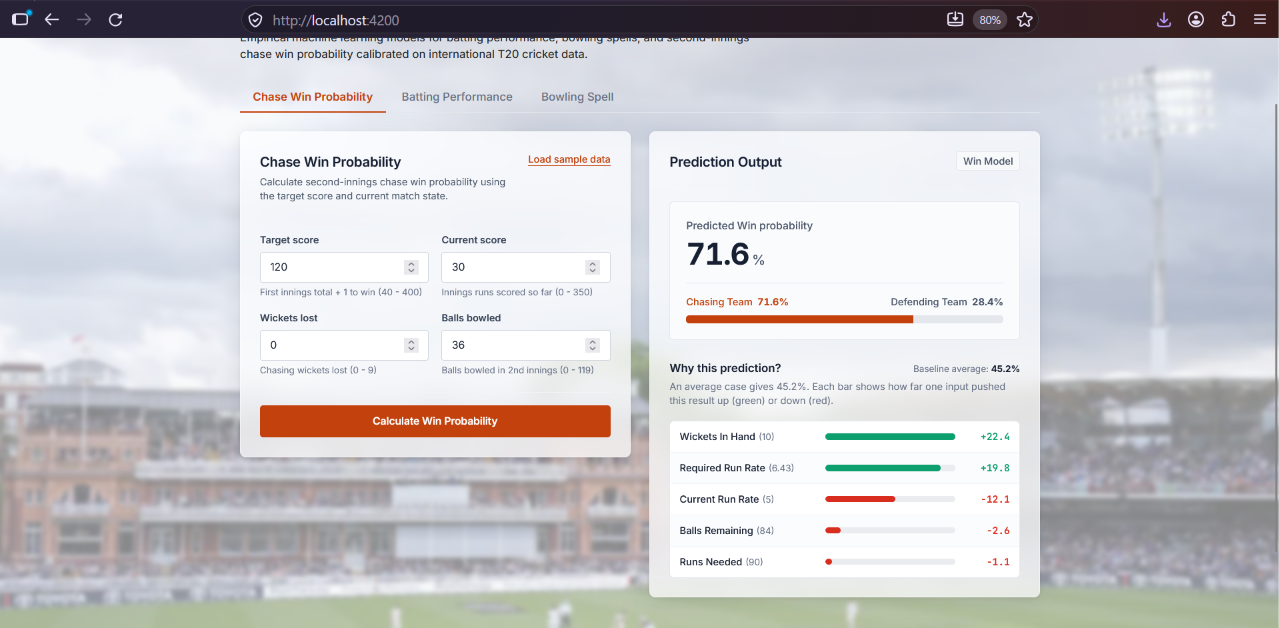 http://localhost:4200
80%
Empirical machine learning models for batting performance, bowling spells, and second-innings
chase win probability calibrated on international T20 cricket data.
Chase Win Probability
Batting Performance
Bowling Spell
Chase Win Probability
Load sample data
Calculate second-innings chase win probability using
the target score and current match state.
Target score
Current score
120
30
First innings total + 1 to win (40 - 400)
Innings runs scored so far (0 - 350)
Wickets lost
Balls bowled
0
36
Chasing wickets lost (0 - 9)
Balls bowled in 2nd innings (0 - 119)
Calculate Win Probability
Prediction Output
Win Model
Predicted Win probability
71.6 %
Chasing Team 71.6%
Defending Team 28.4%
Why this prediction?
Baseline average: 45.2%
An average case gives 45.2%. Each bar shows how far one input pushed
this result up (green) or down (red).
Wickets In Hand (10)
+22.4
Required Run Rate (6.43)
+19.8
Current Run Rate (5)
-12.1
Balls Remaining (84)
-2.6
Runs Needed (90)
-1.1